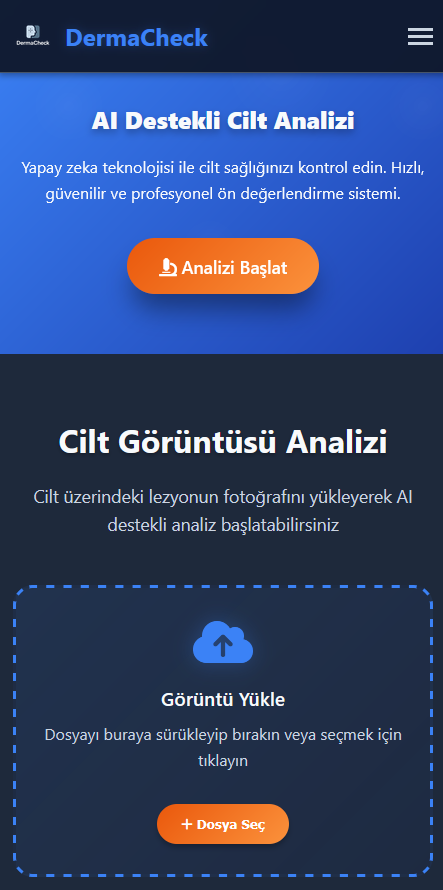 DermaCheck
DermaCheck
AI Destekli Cilt Analizi
Yapay zeka teknolojisi ile cilt sağlığınızı kontrol edin. Hızlı,
güvenilir ve profesyonel ön değerlendirme sistemi.
Analizi Başlat
Cilt Görüntüsü Analizi
Cilt üzerindeki lezyonun fotoğrafını yükleyerek AI
destekli analiz başlatabilirsiniz
Görüntü Yükle
Dosyayı buraya sürükleyip bırakın veya seçmek için
tıklayın
+ Dosya Seç